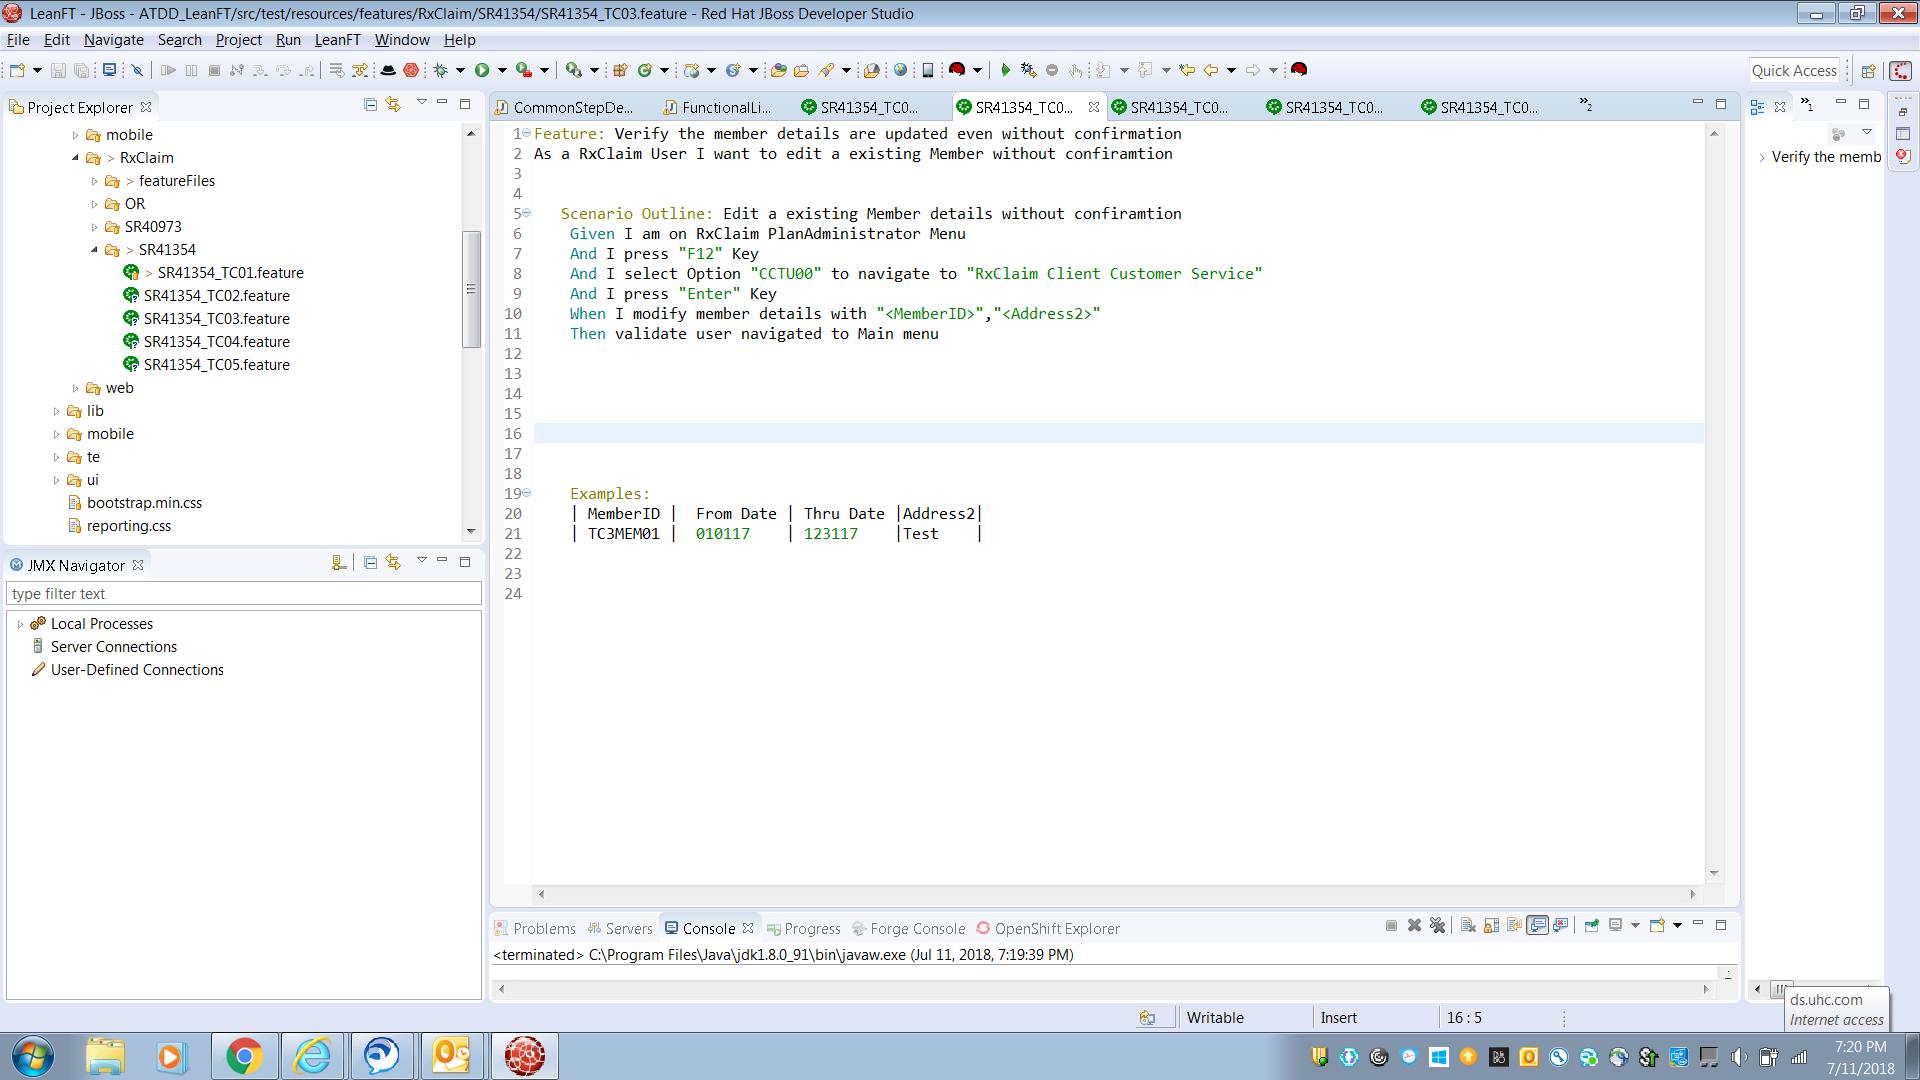 LeanFT - JBoss - ATDD_LeanFT/src/test/resources/features/RxClaim/SR41354/SR41354_TC03.feature - Red Hat JBoss Developer Studio
File Edit Navigate Search Project Run LeanFT Window Help
Quick Access
Project Explorer
mobile
> RxClaim
> featureFiles
OR
SR40973
> SR41354
> SR41354_TC01.feature
SR41354_TC02.feature
SR41354_TC03.feature
SR41354_TC04.feature
SR41354_TC05.feature
web
lib
mobile
te
ui
bootstrap.min.css
reporting.css
JMX Navigator
type filter text
Local Processes
Server Connections
User-Defined Connections
CommonStepDe... FunctionalLi... SR41354_TC0... SR41354_TC0... SR41354_TC0... SR41354_TC0... SR41354_TC0... »2
1 Feature: Verify the member details are updated even without confirmation
2 As a RxClaim User I want to edit a existing Member without confiramtion
3
4
5 Scenario Outline: Edit a existing Member details without confiramtion
6 Given I am on RxClaim PlanAdministrator Menu
7 And I press "F12" Key
8 And I select Option "CCTU00" to navigate to "RxClaim Client Customer Service"
9 And I press "Enter" Key
10 When I modify member details with "<MemberID>","<Address2>"
11 Then validate user navigated to Main menu
12
13
14
15
16
17
18
19 Examples:
20 | MemberID | From Date | Thru Date |Address2|
21 | TC3MEM01 | 010117 | 123117 |Test |
22
23
24
»1
Verify the memb
Problems Servers Console Progress Forge Console OpenShift Explorer
<terminated> C:\Program Files\Java\jdk1.8.0_91\bin\javaw.exe (Jul 11, 2018, 7:19:39 PM)
Writable Insert 16 : 5
ds.uhc.com
Internet access
7:20 PM
7/11/2018